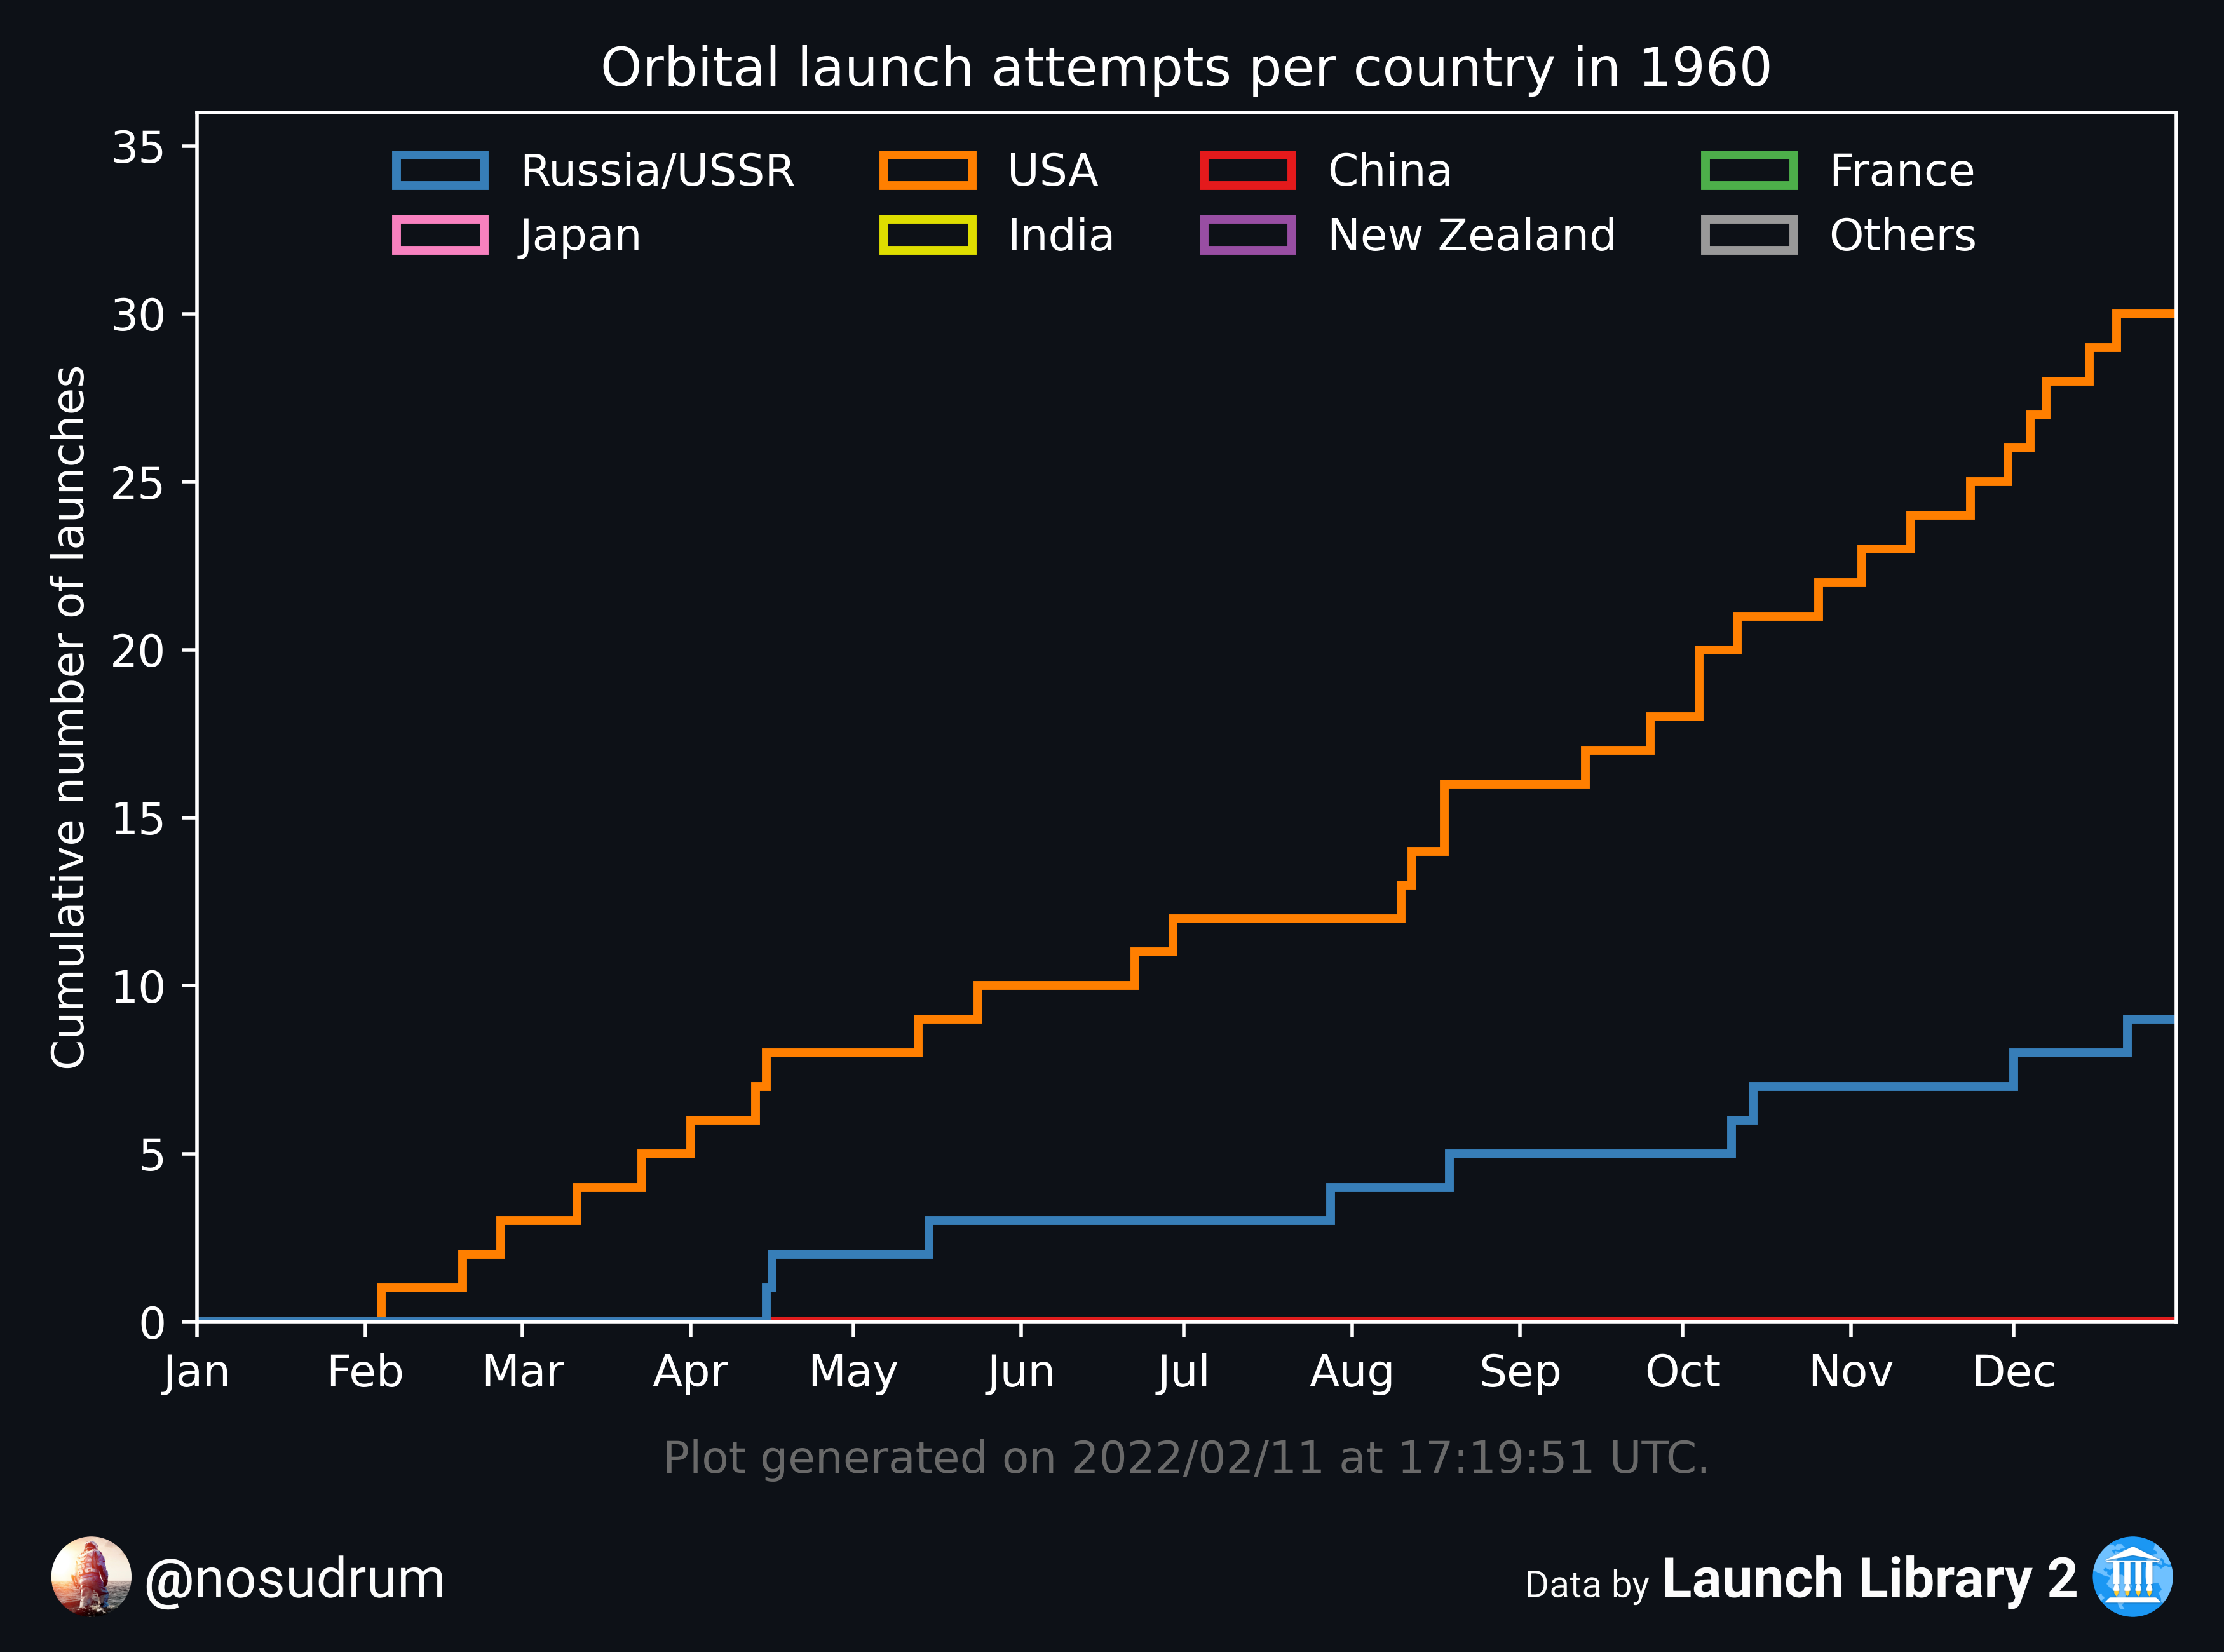 Orbital launch attempts per country in 1960
Russia/USSR USA China France
Japan India New Zealand Others
Cumulative number of launches
35
30
25
20
15
10
5
0
Jan Feb Mar Apr May Jun Jul Aug Sep Oct Nov Dec
Plot generated on 2022/02/11 at 17:19:51 UTC.
@nosudrum
Data by Launch Library 2